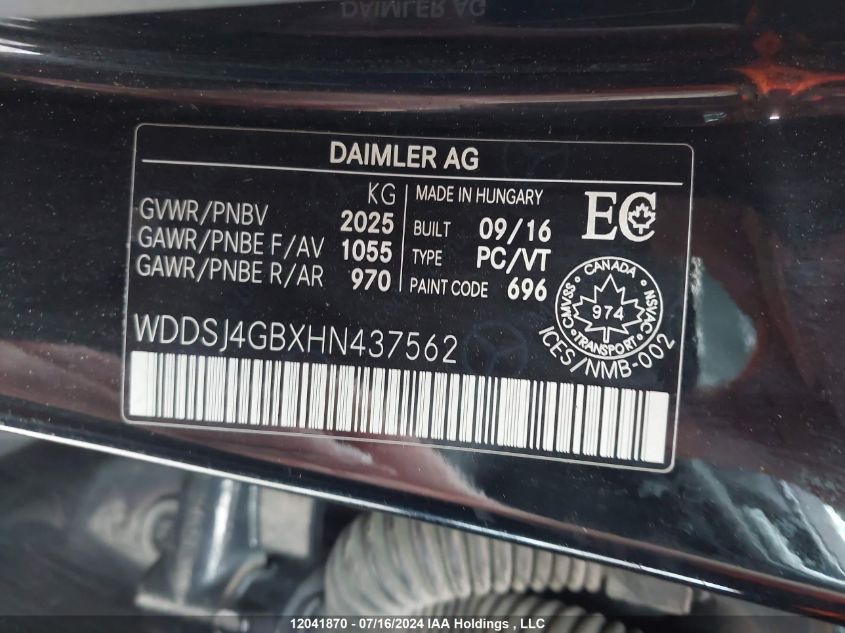 DAIMLER AG
DAIMLER AG
KG
GVWR/PNBV 2025
GAWR/PNBE F/AV 1055
GAWR/PNBE R/AR 970
MADE IN HUNGARY
BUILT 09/16
TYPE PC/VT
PAINT CODE 696
EC
CANADA
CMVSS 974 NSVAC
TRANSPORT
ICES/NMB-002
WDDSJ4GBXHN437562
12041870 - 07/16/2024 IAA Holdings, LLC